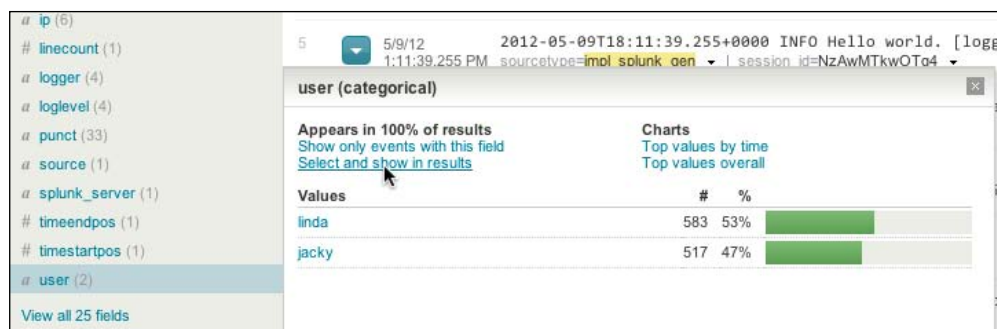 a ip (6)
# linecount (1)
a logger (4)
a loglevel (4)
a punct (33)
a source (1)
a splunk_server (1)
# timeendpos (1)
# timestartpos (1)
a user (2)
View all 25 fields
5
5/9/12
1:11:39.255 PM
2012-05-09T18:11:39.255+0000 INFO Hello world. [logg
sourcetype=impl_splunk_gen | session_id=NzAwMTkwOTg4
user (categorical)
Appears in 100% of results
Show only events with this field
Select and show in results
Charts
Top values by time
Top values overall
Values # %
linda 583 53%
jacky 517 47%